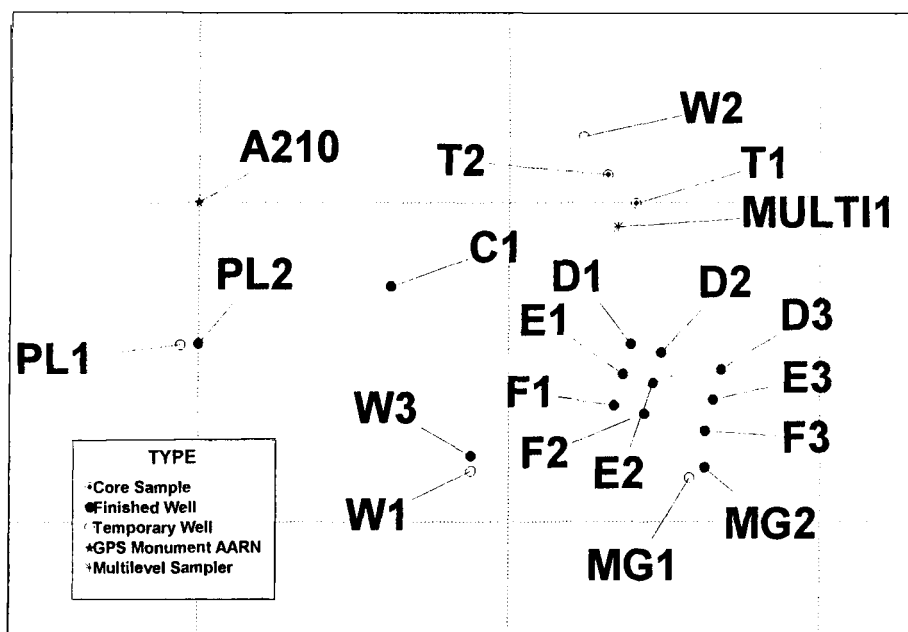 W2
A210
T2
T1
MULTI1
C1
PL2
D1
D2
E1
D3
PL1
E3
W3
F1
F3
F2
E2
W1
MG2
MG1
TYPE
Core Sample
Finished Well
Temporary Well
GPS Monument AARN
Multilevel Sampler